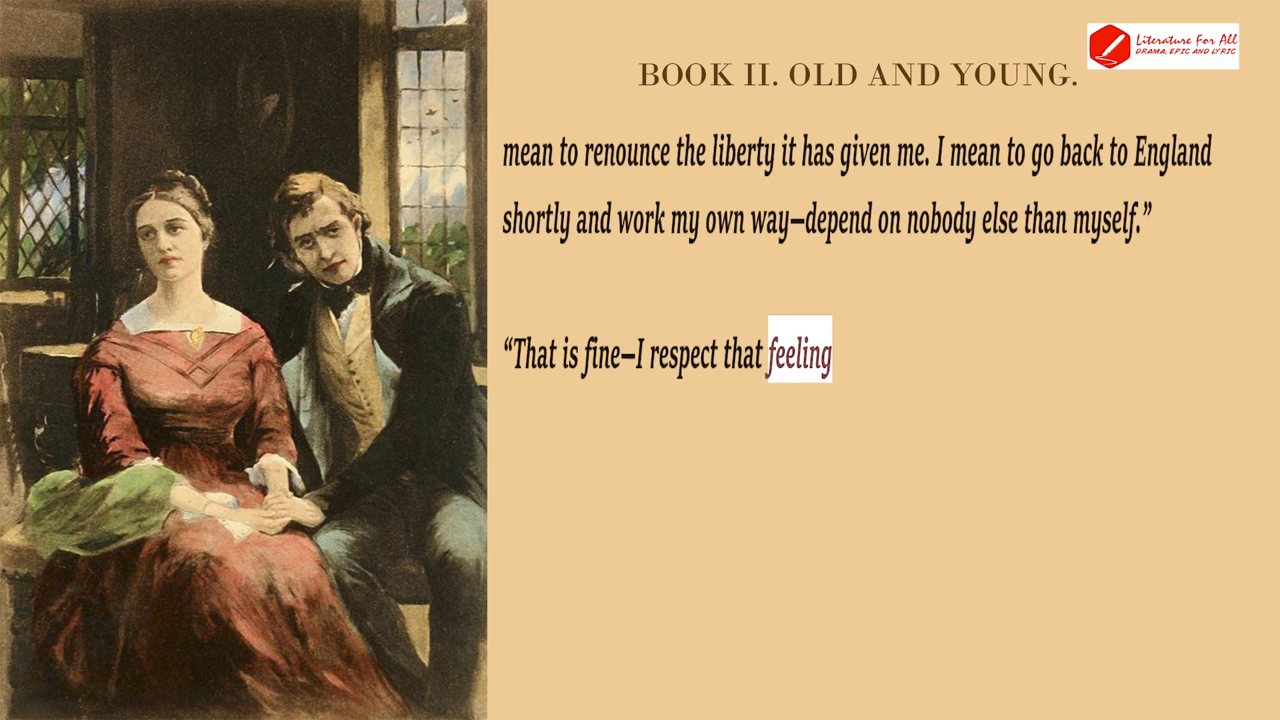 Literature For All
DRAMA, EPIC AND LYRIC
BOOK II. OLD AND YOUNG.
mean to renounce the liberty it has given me. I mean to go back to England
shortly and work my own way—depend on nobody else than myself.”
“That is fine—I respect that feeling